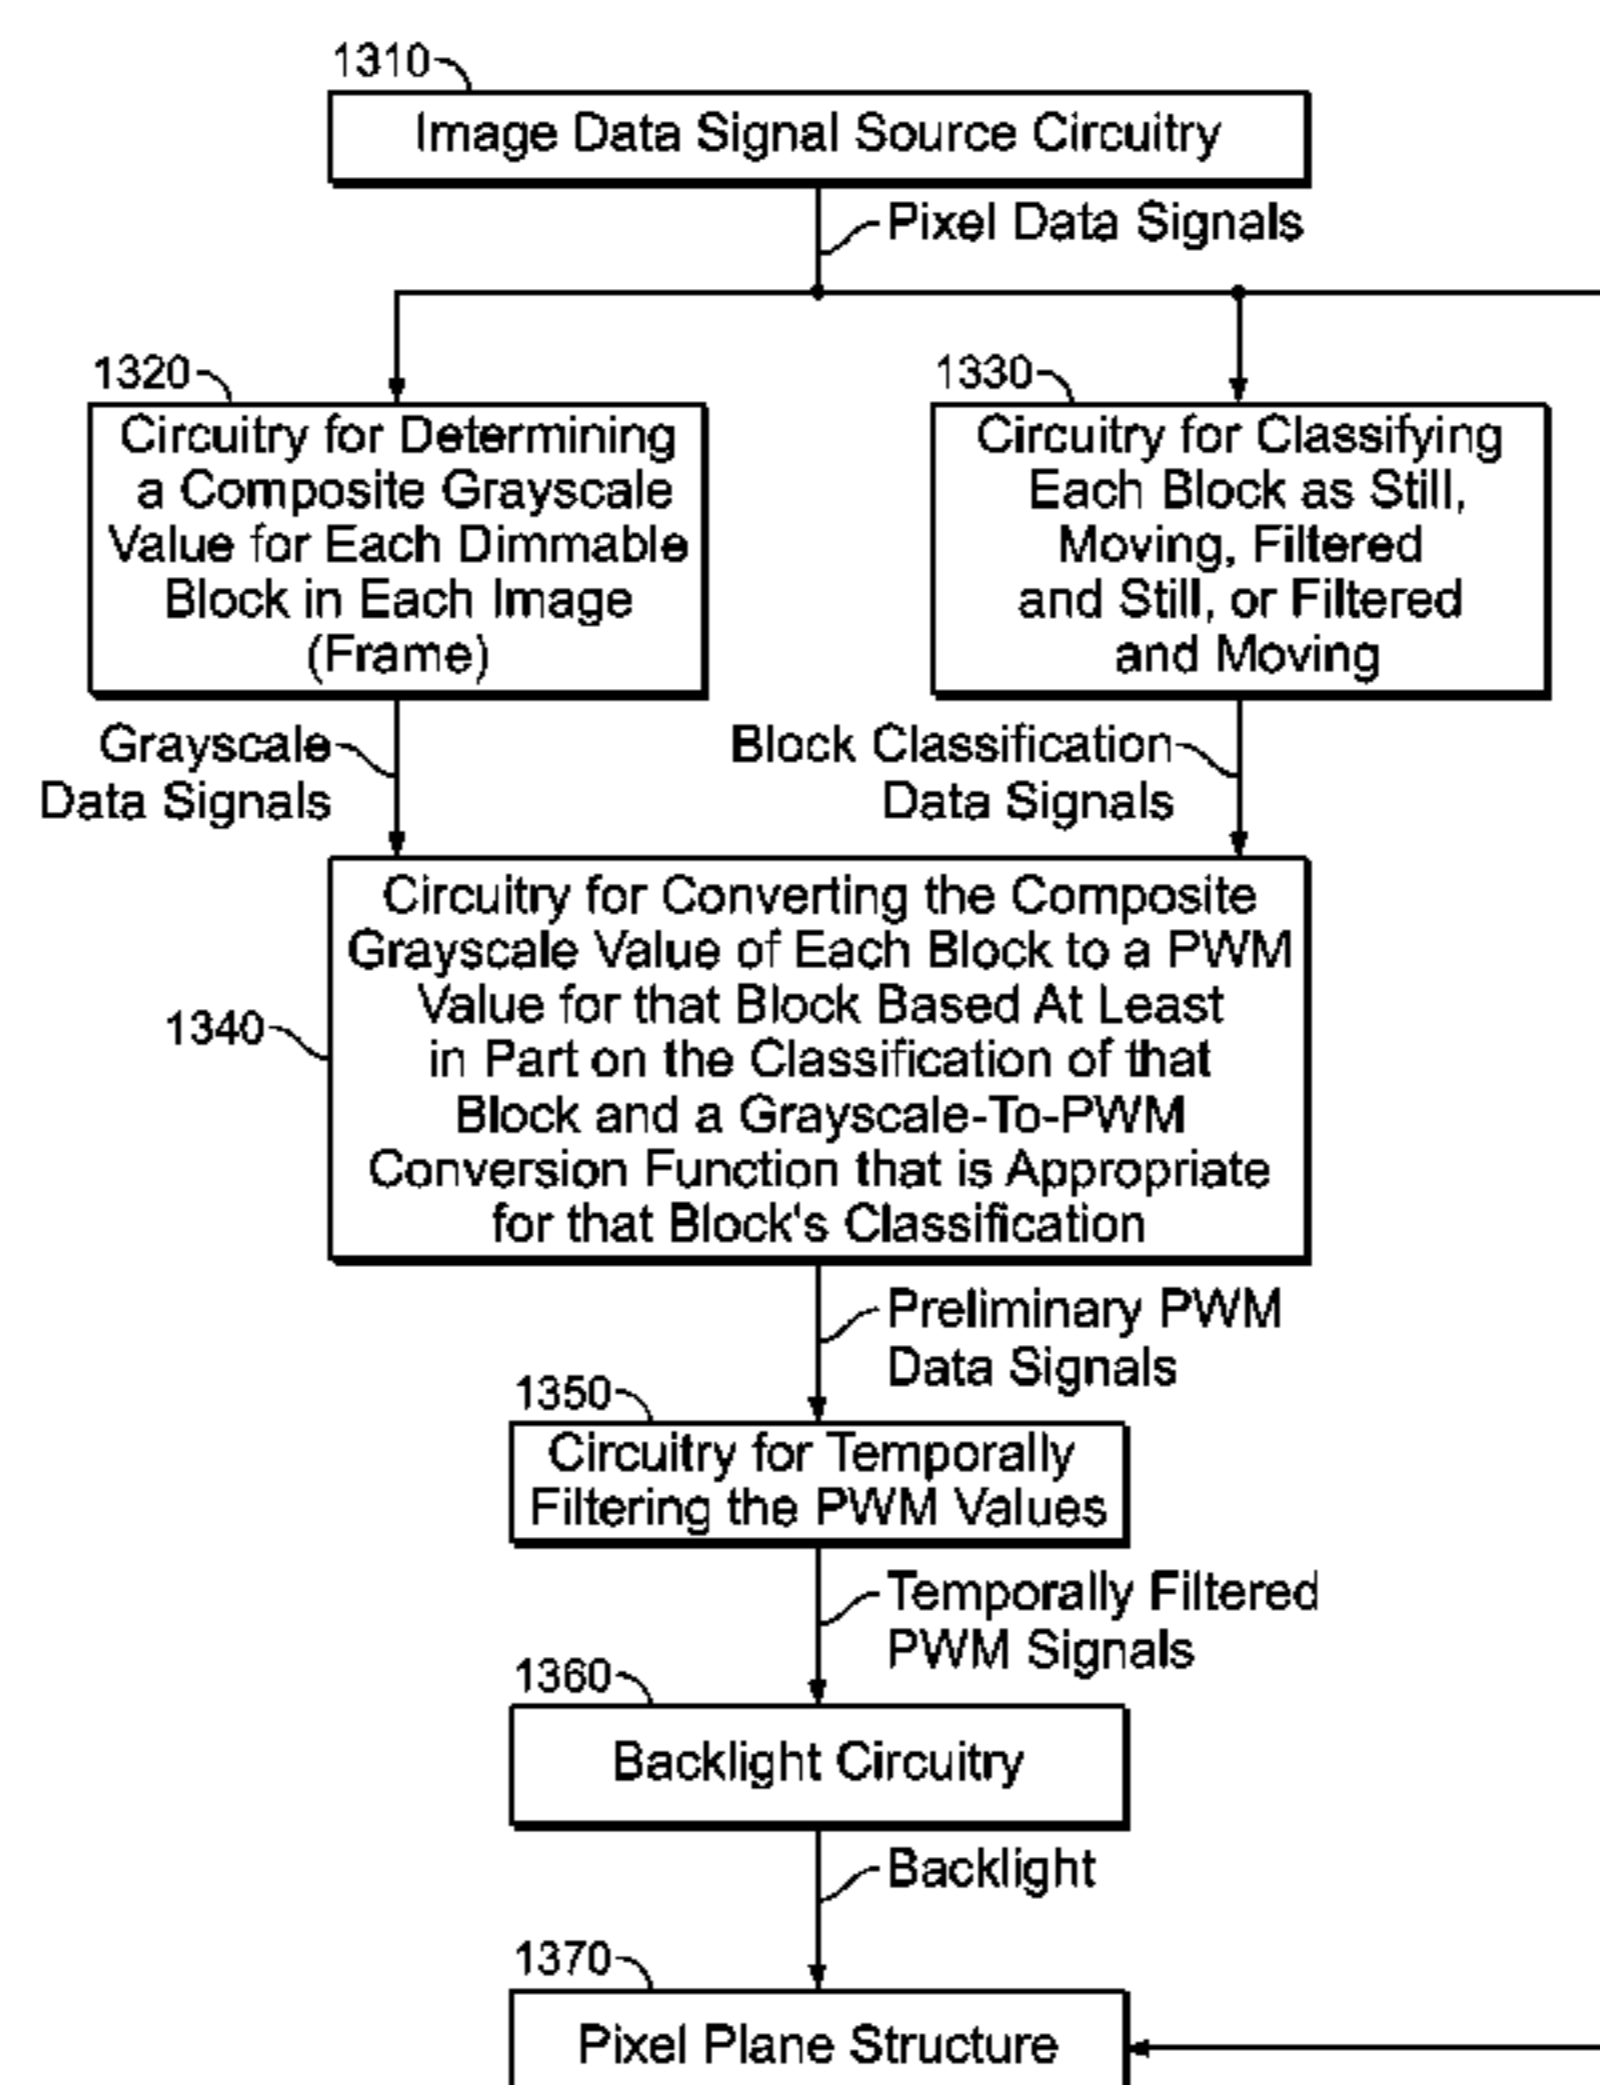 1310
Image Data Signal Source Circuitry
Pixel Data Signals
1320
Circuitry for Determining
a Composite Grayscale
Value for Each Dimmable
Block in Each Image
(Frame)
1330
Circuitry for Classifying
Each Block as Still,
Moving, Filtered
and Still, or Filtered
and Moving
Grayscale
Data Signals
Block Classification
Data Signals
1340
Circuitry for Converting the Composite
Grayscale Value of Each Block to a PWM
Value for that Block Based At Least
in Part on the Classification of that
Block and a Grayscale-To-PWM
Conversion Function that is Appropriate
for that Block's Classification
Preliminary PWM
Data Signals
1350
Circuitry for Temporally
Filtering the PWM Values
Temporally Filtered
PWM Signals
1360
Backlight Circuitry
Backlight
1370
Pixel Plane Structure